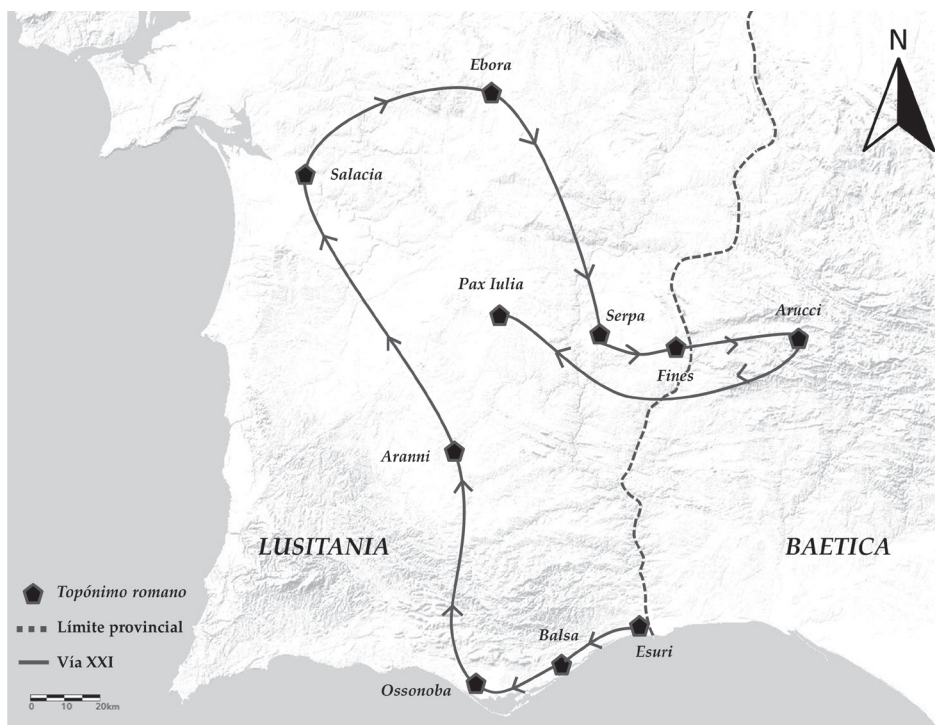 N
Ebora
Salacia
Pax Iulia
Serpa
Arucci
Fines
Aranni
LUSITANIA
BAETICA
Topónimo romano
Límite provincial
Vía XXI
0 10 20km
Balsa
Esuri
Ossonoba